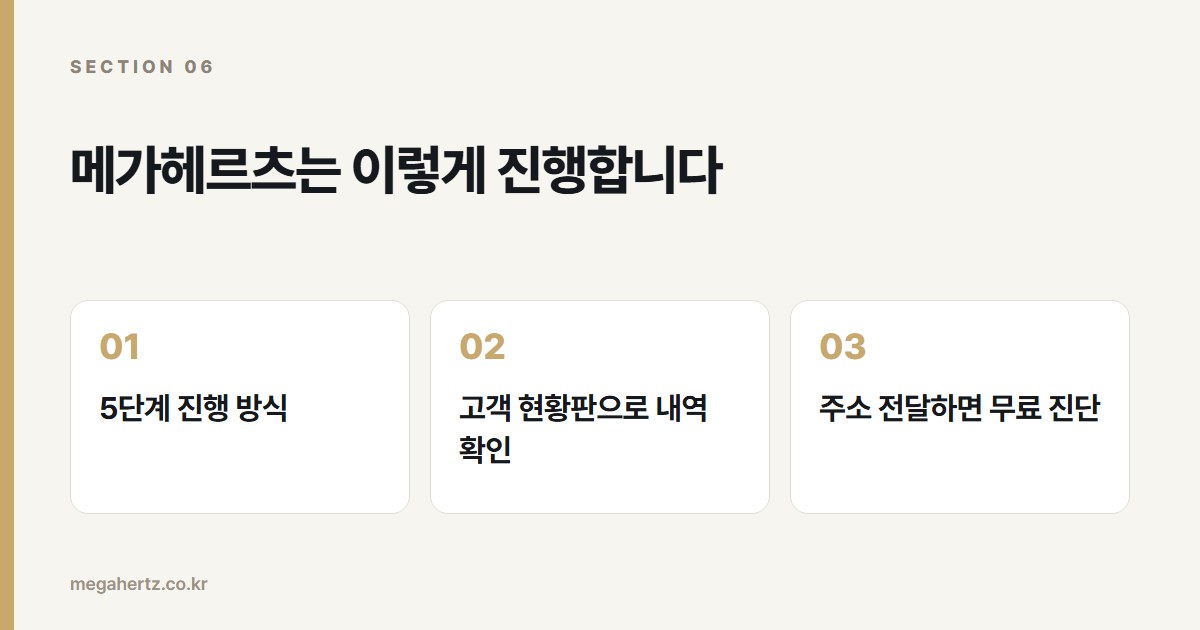 SECTION 06
메가헤르츠는 이렇게 진행합니다
01
5단계 진행 방식
02
고객 현황판으로 내역
확인
03
주소 전달하면 무료 진단
megahertz.co.kr